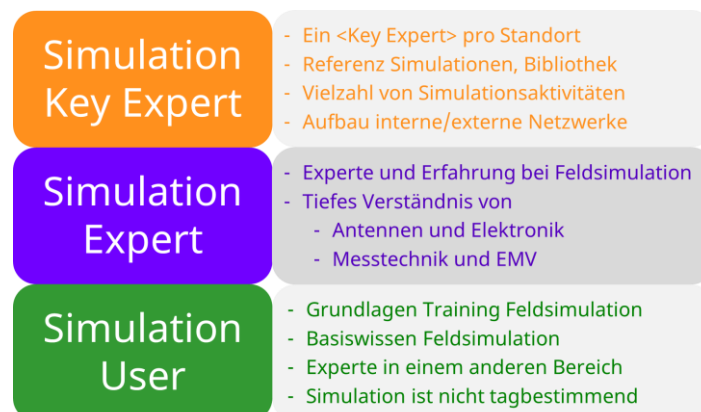 Simulation
Key Expert
- Ein <Key Expert> pro Standort
- Referenz Simulationen, Bibliothek
- Vielzahl von Simulationsaktivitäten
- Aufbau interne/externe Netzwerke
Simulation
Expert
- Experte und Erfahrung bei Feldsimulation
- Tiefes Verständnis von
- Antennen und Elektronik
- Messtechnik und EMV
Simulation
User
- Grundlagen Training Feldsimulation
- Basiswissen Feldsimulation
- Experte in einem anderen Bereich
- Simulation ist nicht tagbestimmend